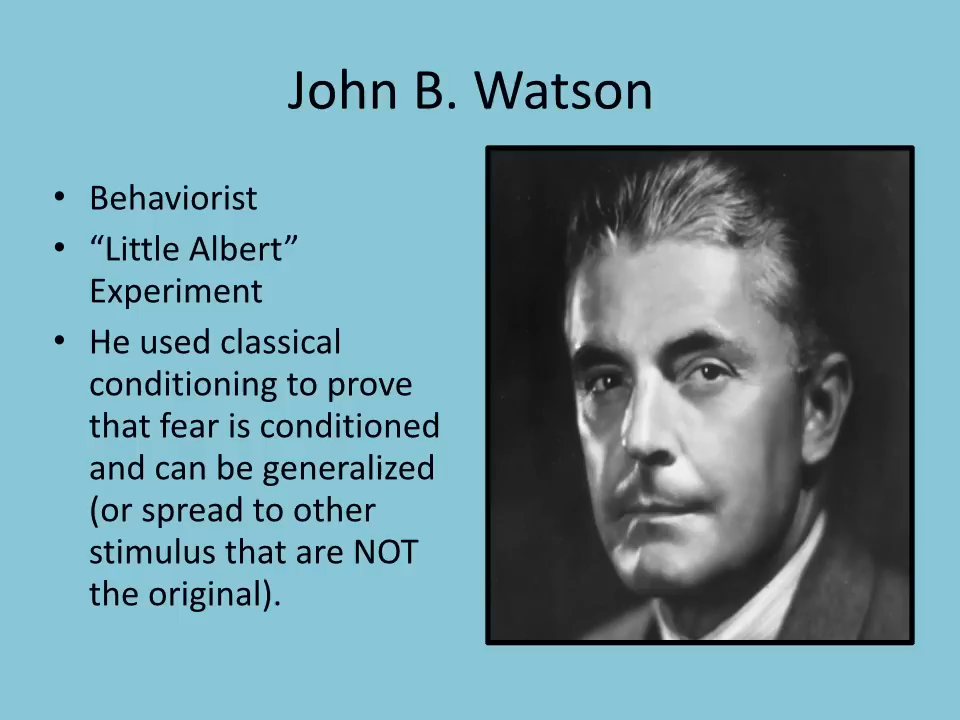 John B. Watson
• Behaviorist
• “Little Albert”
Experiment
• He used classical
conditioning to prove
that fear is conditioned
and can be generalized
(or spread to other
stimulus that are NOT
the original).